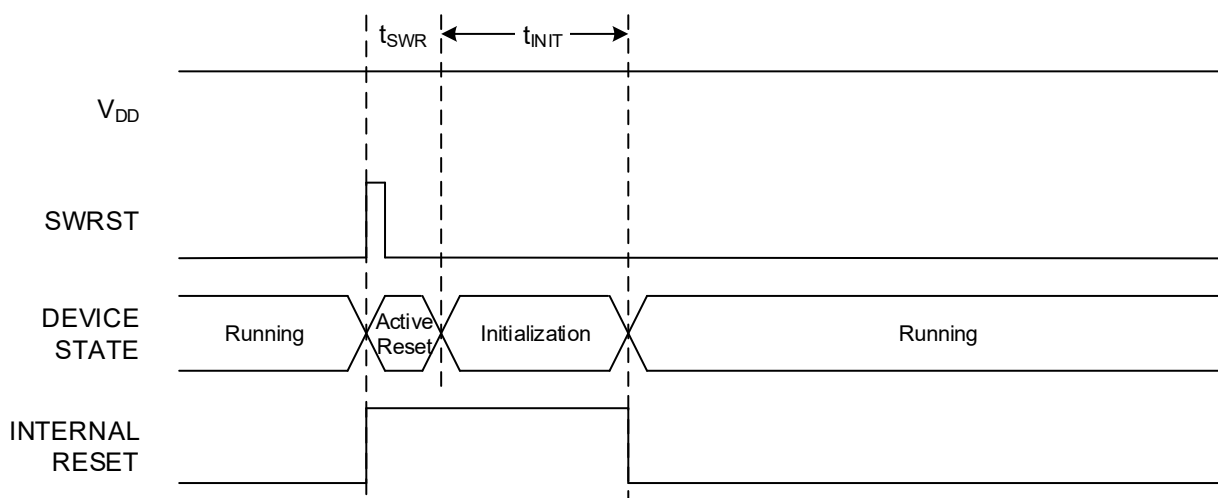 tSWR tINIT
VDD
SWRST
DEVICE
STATE
Running
Active
Reset
Initialization
Running
INTERNAL
RESET